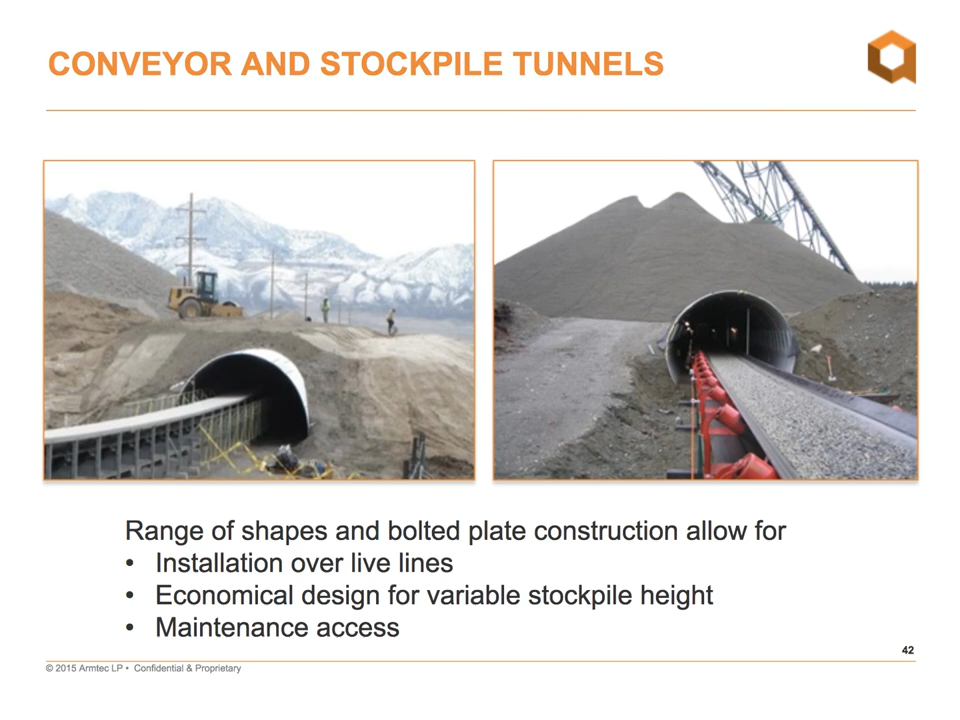 CONVEYOR AND STOCKPILE TUNNELS
Range of shapes and bolted plate construction allow for
• Installation over live lines
• Economical design for variable stockpile height
• Maintenance access
42
© 2015 Armtec LP • Confidential & Proprietary